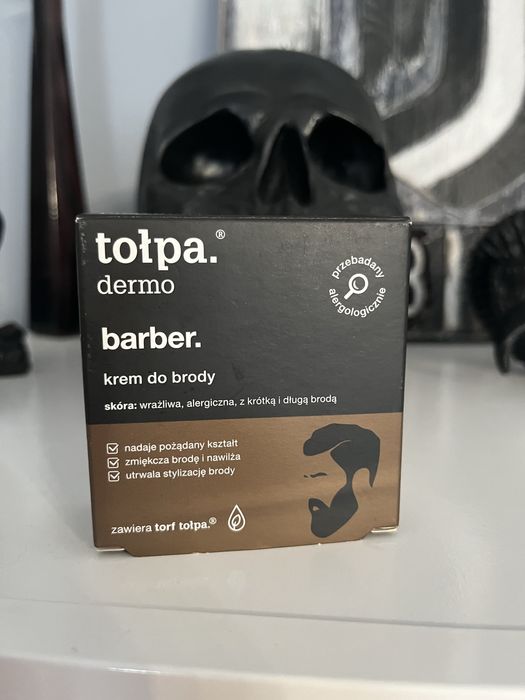 tołpa.®
dermo
przebadany
alergologicznie
barber.
krem do brody
skóra: wrażliwa, alergiczna, z krótką i długą brodą
nadaje pożądany kształt
zmiękcza brodę i nawilża
utrwala stylizację brody
zawiera torf tołpa.®